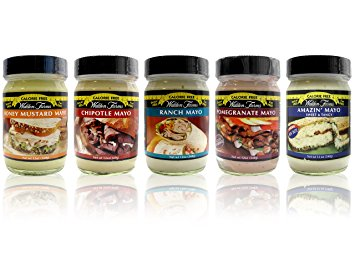 CALORIE FREE
Walden Farms
HONEY MUSTARD MAYO
CALORIE FREE
Walden Farms
CHIPOTLE MAYO
CALORIE FREE
Walden Farms
RANCH MAYO
CALORIE FREE
Walden Farms
POMEGRANATE MAYO
CALORIE FREE
Walden Farms
AMAZIN' MAYO
SWEET & TANGY